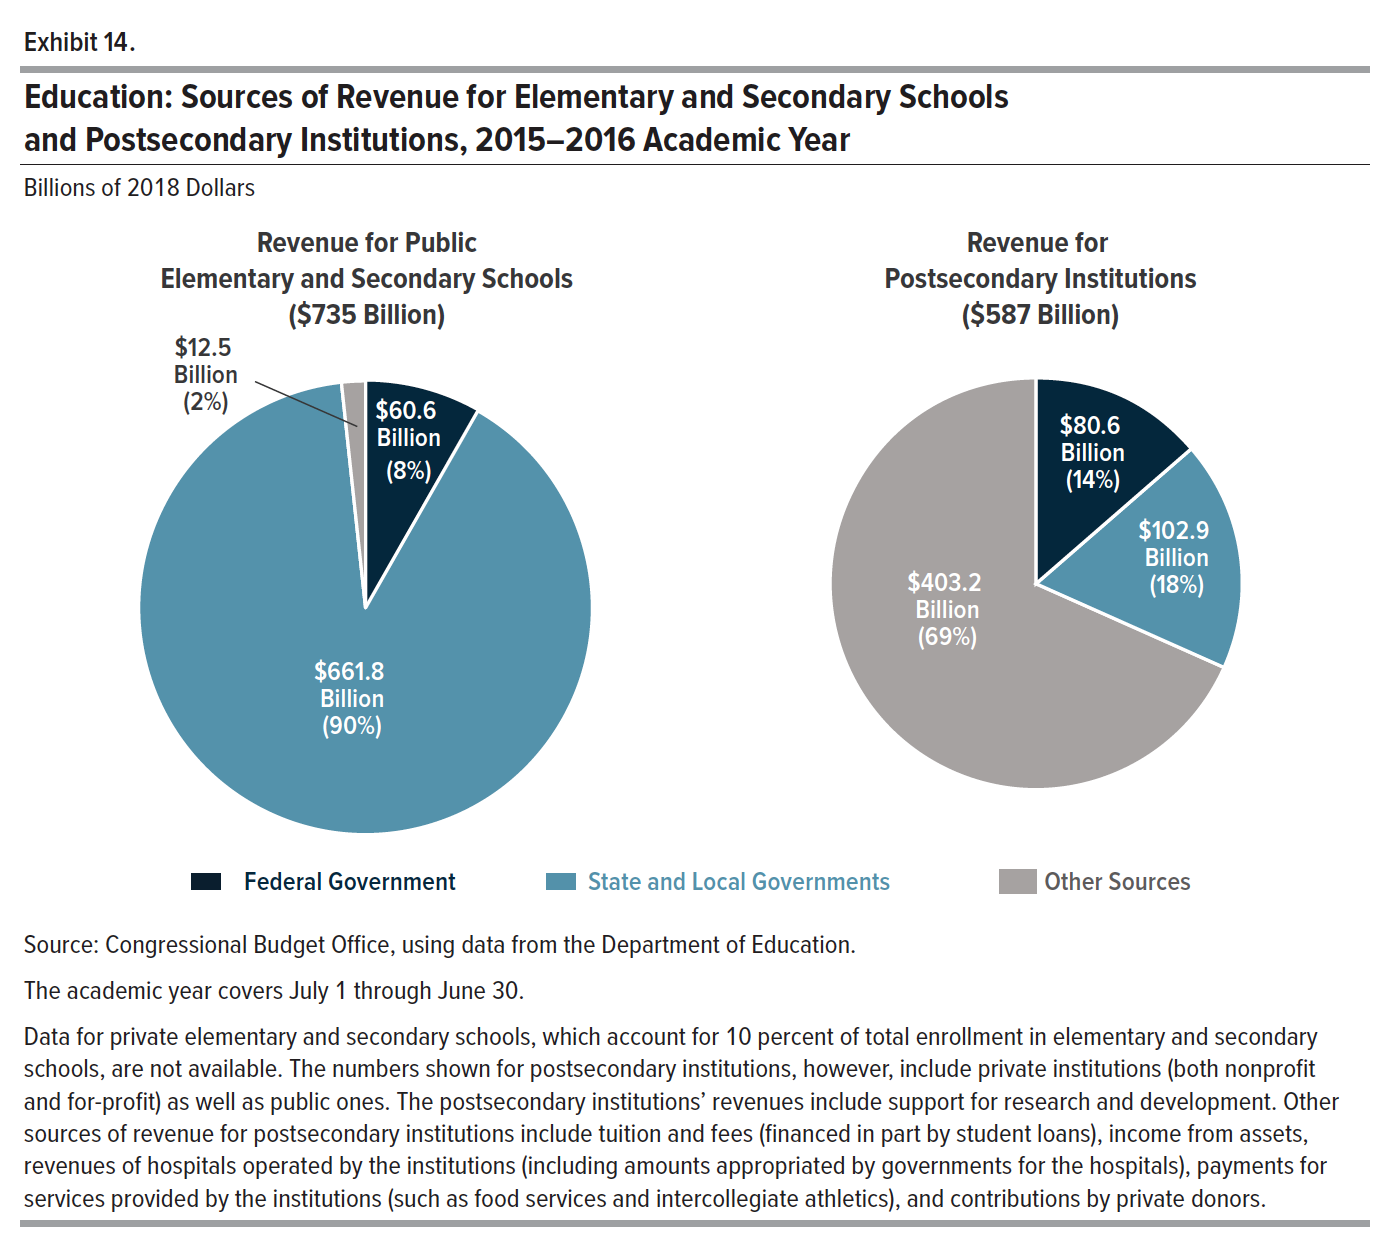 Exhibit 14.
Education: Sources of Revenue for Elementary and Secondary Schools
and Postsecondary Institutions, 2015–2016 Academic Year
Billions of 2018 Dollars
Revenue for Public
Elementary and Secondary Schools
($735 Billion)
$12.5
Billion
(2%)
$60.6
Billion
(8%)
$661.8
Billion
(90%)
Revenue for
Postsecondary Institutions
($587 Billion)
$80.6
Billion
(14%)
$102.9
Billion
(18%)
$403.2
Billion
(69%)
Federal Government
State and Local Governments
Other Sources
Source: Congressional Budget Office, using data from the Department of Education.
The academic year covers July 1 through June 30.
Data for private elementary and secondary schools, which account for 10 percent of total enrollment in elementary and secondary
schools, are not available. The numbers shown for postsecondary institutions, however, include private institutions (both nonprofit
and for-profit) as well as public ones. The postsecondary institutions’ revenues include support for research and development. Other
sources of revenue for postsecondary institutions include tuition and fees (financed in part by student loans), income from assets,
revenues of hospitals operated by the institutions (including amounts appropriated by governments for the hospitals), payments for
services provided by the institutions (such as food services and intercollegiate athletics), and contributions by private donors.